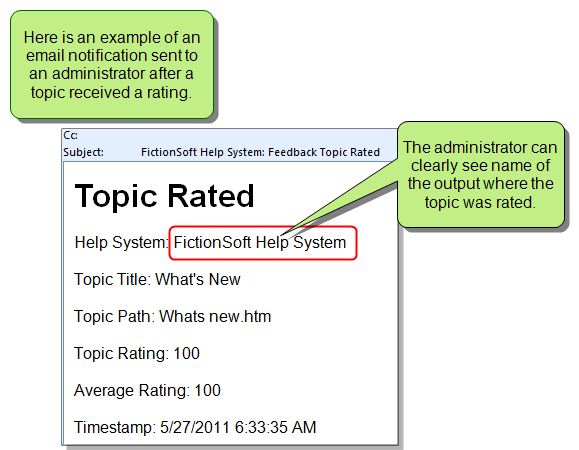 Here is an example of an
email notification sent to
an administrator after a
topic received a rating.
Cc:
Subject: FictionSoft Help System: Feedback Topic Rated
The administrator can
clearly see name of
the output where the
topic was rated.
Topic Rated
Help System: FictionSoft Help System
Topic Title: What's New
Topic Path: Whats new.htm
Topic Rating: 100
Average Rating: 100
Timestamp: 5/27/2011 6:33:35 AM